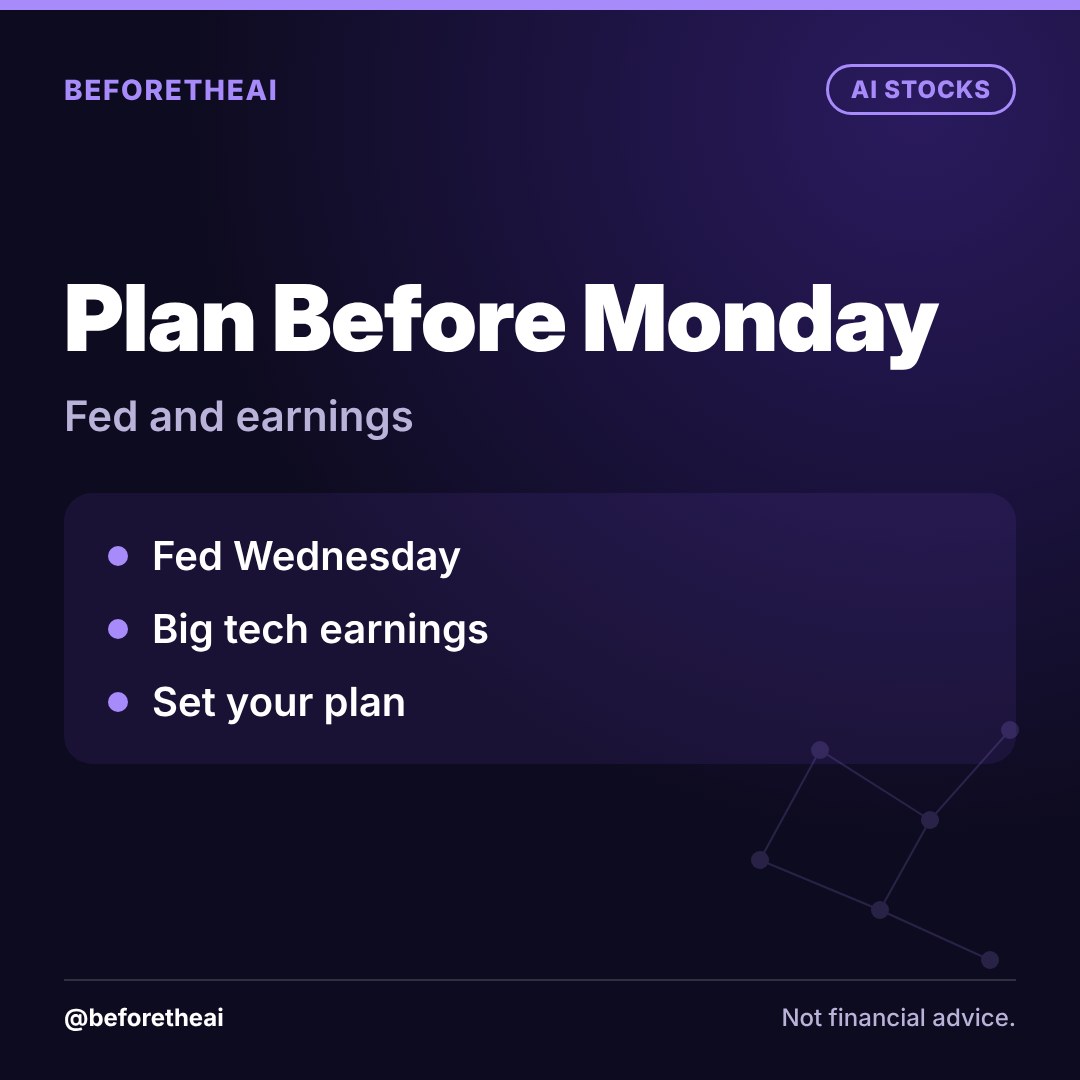 BEFORETHEAI
AI STOCKS
Plan Before Monday
Fed and earnings
Fed Wednesday
Big tech earnings
Set your plan
@beforetheai
Not financial advice.